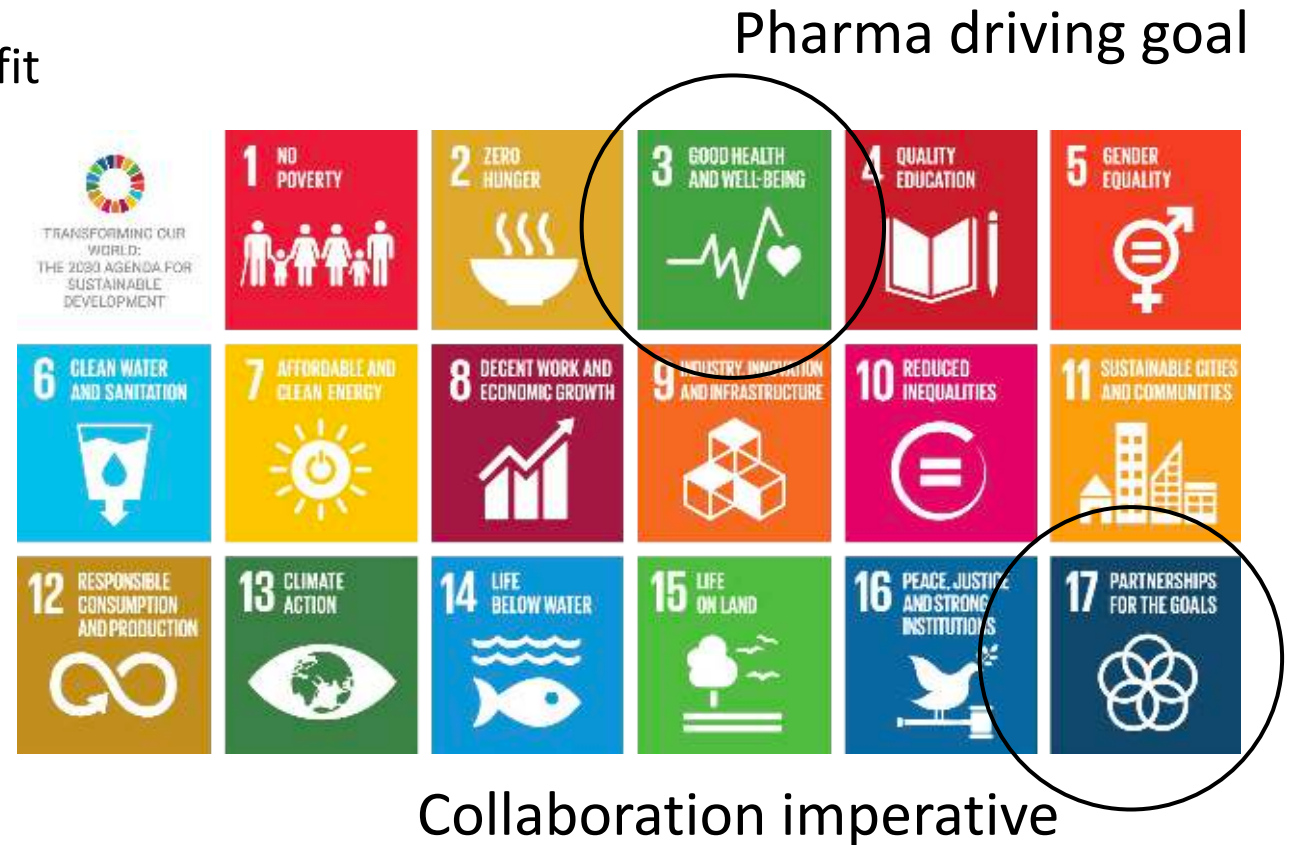 Pharma driving goal
fit
TRANSFORMING OUR
WORLD:
THE 2030 AGENDA FOR
SUSTAINABLE
DEVELOPMENT
1 NO
POVERTY
2 ZERO
HUNGER
3 GOOD HEALTH
AND WELL-BEING
4 QUALITY
EDUCATION
5 GENDER
EQUALITY
6 CLEAN WATER
AND SANITATION
7 AFFORDABLE AND
CLEAN ENERGY
8 DECENT WORK AND
ECONOMIC GROWTH
9 INDUSTRY, INNOVATION
AND INFRASTRUCTURE
10 REDUCED
INEQUALITIES
11 SUSTAINABLE CITIES
AND COMMUNITIES
12 RESPONSIBLE
CONSUMPTION
AND PRODUCTION
13 CLIMATE
ACTION
14 LIFE
BELOW WATER
15 LIFE
ON LAND
16 PEACE, JUSTICE
AND STRONG
INSTITUTIONS
17 PARTNERSHIPS
FOR THE GOALS
Collaboration imperative